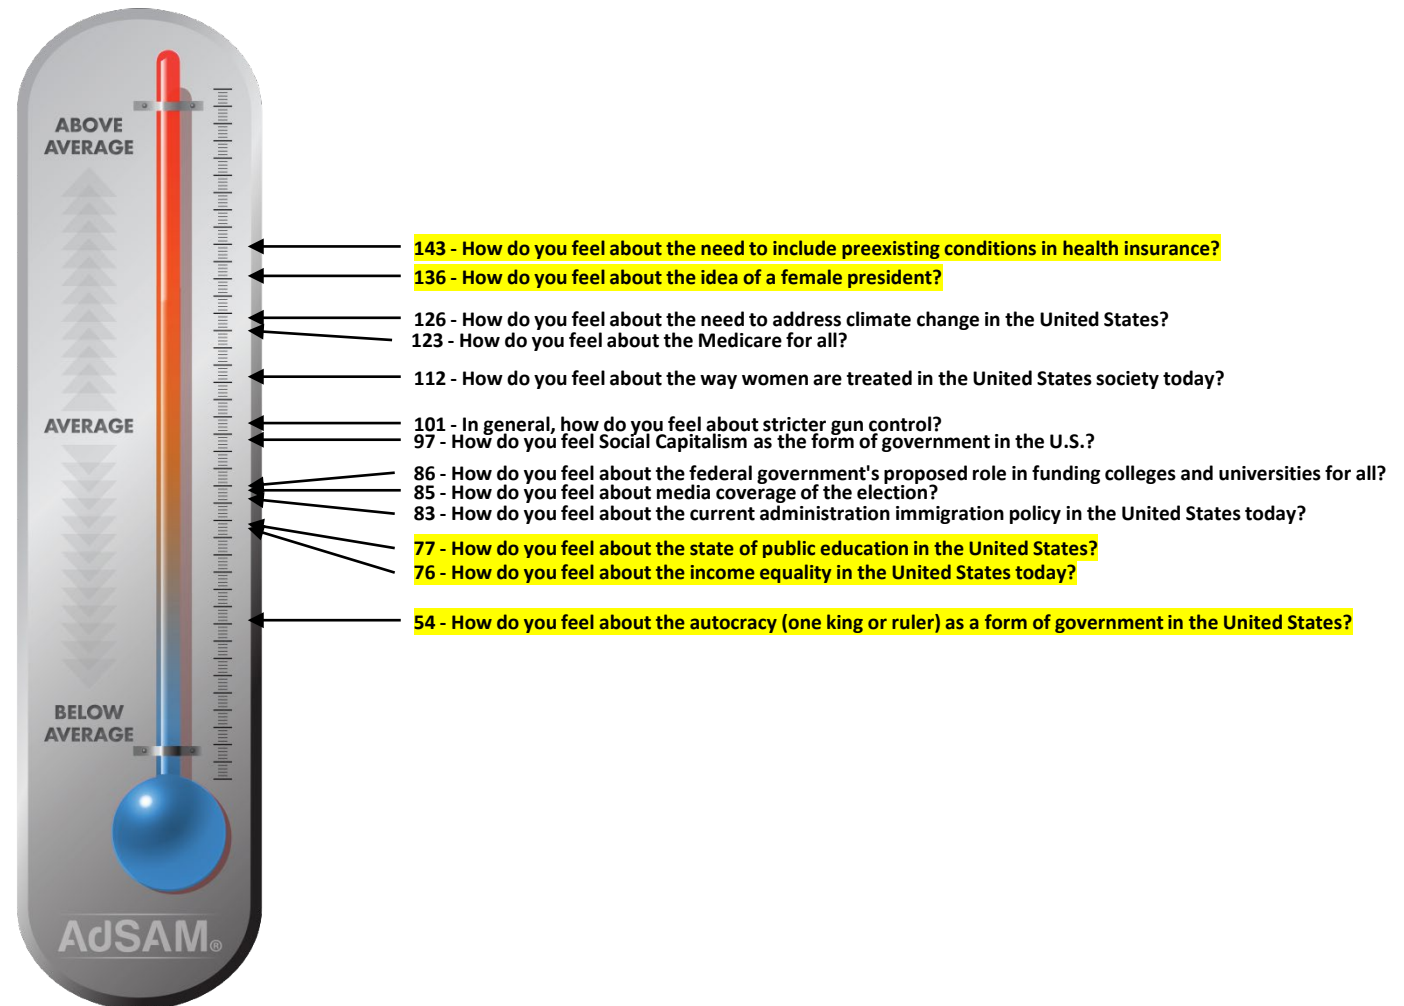 ABOVE
AVERAGE
143 - How do you feel about the need to include preexisting conditions in health insurance?
136 - How do you feel about the idea of a female president?
126 - How do you feel about the need to address climate change in the United States?
123 - How do you feel about the Medicare for all?
112 - How do you feel about the way women are treated in the United States society today?
AVERAGE
101 - In general, how do you feel about stricter gun control?
97 - How do you feel Social Capitalism as the form of government in the U.S.?
86 - How do you feel about the federal government's proposed role in funding colleges and universities for all?
85 - How do you feel about media coverage of the election?
83 - How do you feel about the current administration immigration policy in the United States today?
77 - How do you feel about the state of public education in the United States?
76 - How do you feel about the income equality in the United States today?
54 - How do you feel about the autocracy (one king or ruler) as a form of government in the United States?
BELOW
AVERAGE
AdSAM®